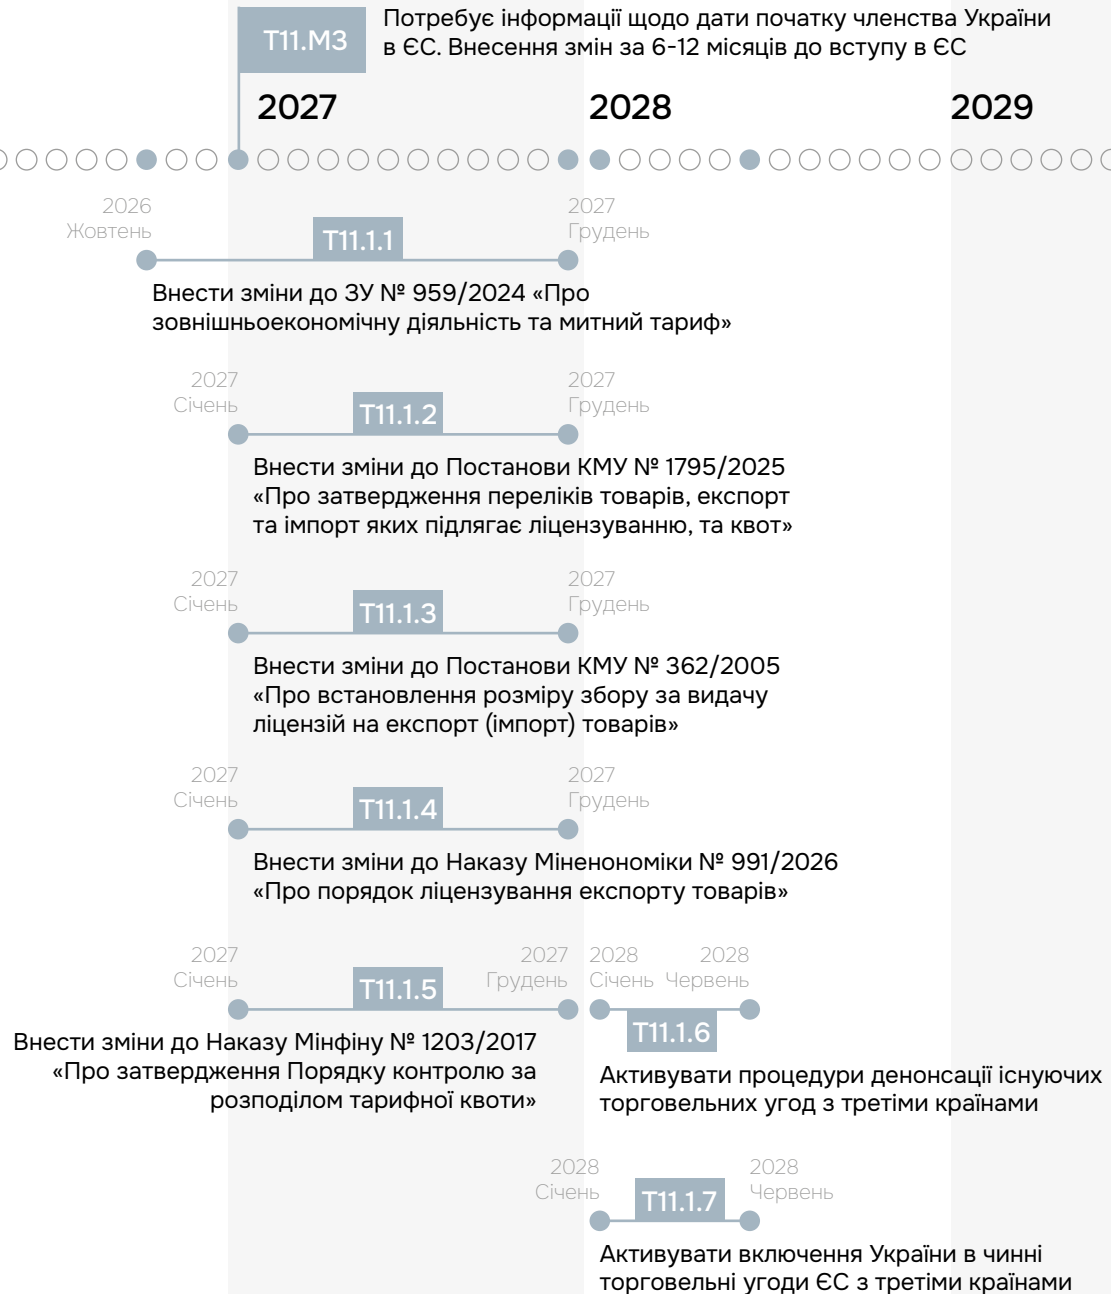 T11.M3
Потребує інформації щодо дати початку членства України
в ЄС. Внесення змін за 6-12 місяців до вступу в ЄС
2027
2028
2029
2026
Жовтень
T11.1.1
2027
Грудень
Внести зміни до ЗУ № 959/2024 «Про
зовнішньоекономічну діяльність та митний тариф»
2027
Січень
T11.1.2
2027
Грудень
Внести зміни до Постанови КМУ № 1795/2025
«Про затвердження переліків товарів, експорт
та імпорт яких підлягає ліцензуванню, та квот»
2027
Січень
T11.1.3
2027
Грудень
Внести зміни до Постанови КМУ № 362/2005
«Про встановлення розміру збору за видачу
ліцензій на експорт (імпорт) товарів»
2027
Січень
T11.1.4
2027
Грудень
Внести зміни до Наказу Міненономіки № 991/2026
«Про порядок ліцензування експорту товарів»
2027
Січень
T11.1.5
2027
Грудень
Внести зміни до Наказу Мінфіну № 1203/2017
«Про затвердження Порядку контролю за
розподілом тарифної квоти»
2028
Січень
2028
Червень
T11.1.6
Активувати процедури денонсації існуючих
торговельних угод з третіми країнами
2028
Січень
T11.1.7
2028
Червень
Активувати включення України в чинні
торговельні угоди ЄС з третіми країнами